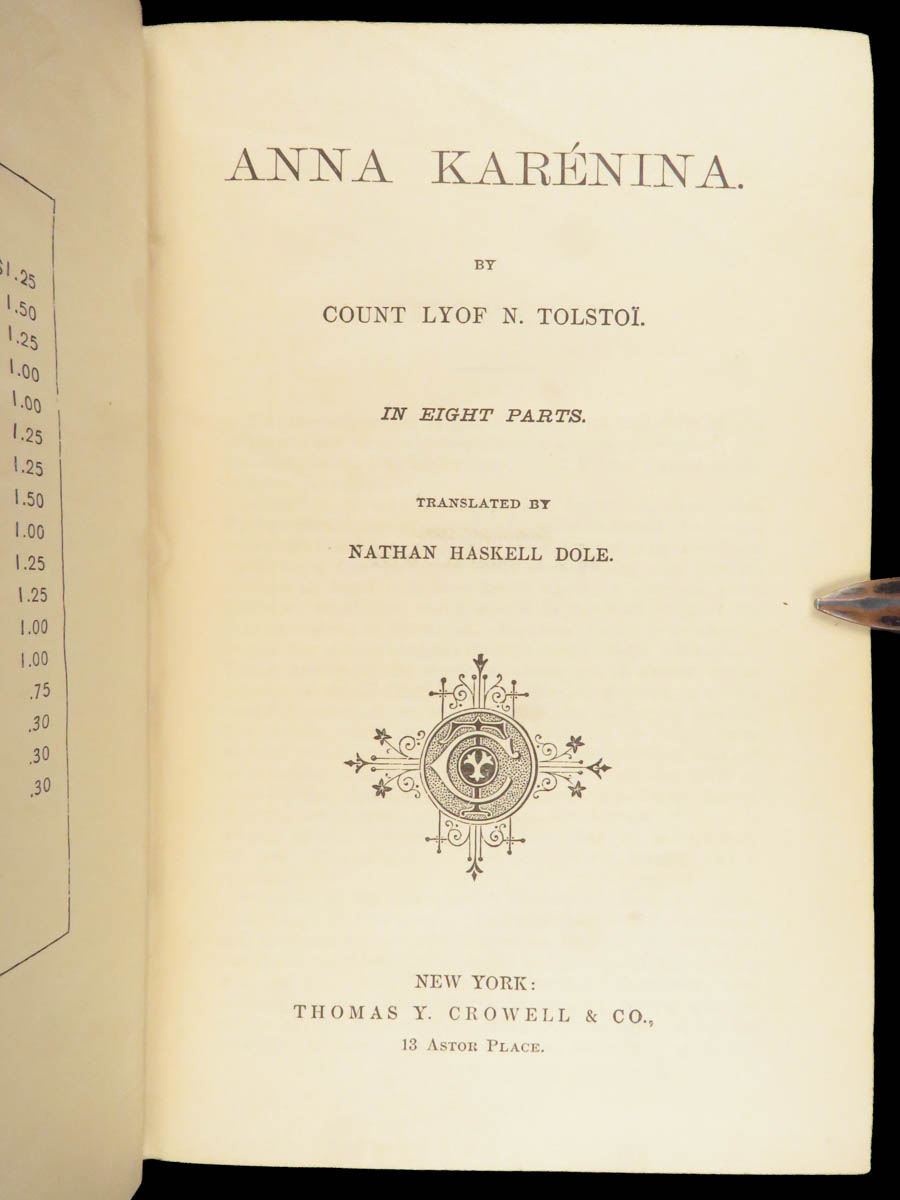 $1.25
1.50
1.25
1.00
1.00
1.25
1.25
1.50
1.00
1.25
1.25
1.00
1.00
.75
.30
.30
.30
ANNA KARÉNINA.
BY
COUNT LYOF N. TOLSTOÏ.
IN EIGHT PARTS.
TRANSLATED BY
NATHAN HASKELL DOLE.
NEW YORK:
THOMAS Y. CROWELL & CO.,
13 ASTOR PLACE.